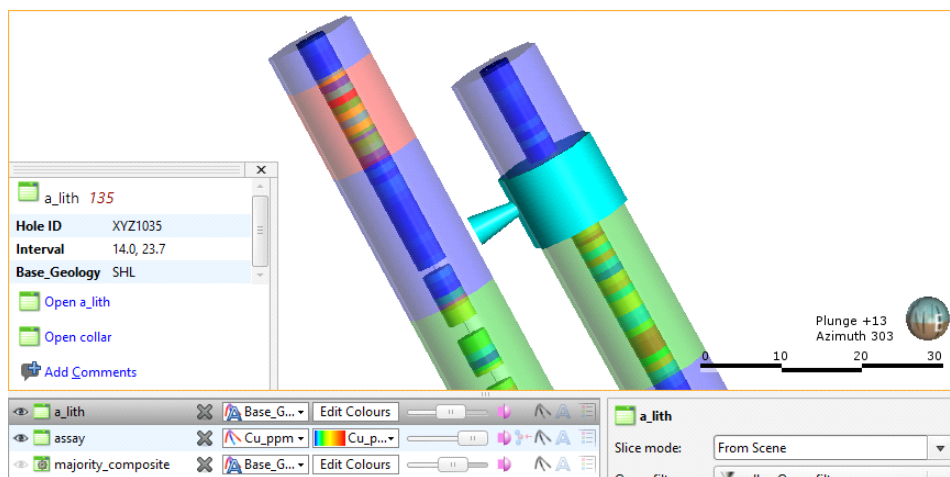 a_lith 135
Hole ID XYZ1035
Interval 14.0, 23.7
Base_Geology SHL
Open a_lith
Open collar
Add Comments
Plunge +13
Azimuth 303
0 10 20 30
a_lith Base_G... Edit Colours
assay Cu_ppm Cu_p...
majority_composite Base_G... Edit Colours
a_lith
Slice mode: From Scene